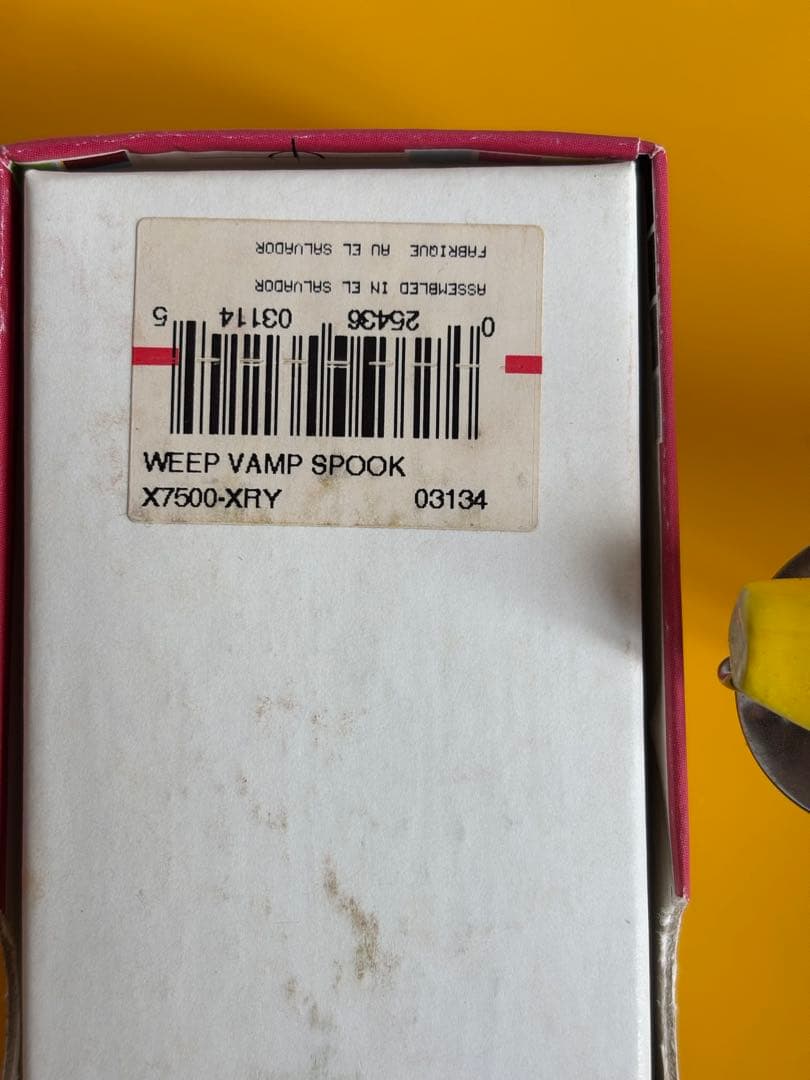 FABRIQUE AU EL SALVADOR
ASSEMBLED IN EL SALVADOR
0 25436 03114 5
WEEP VAMP SPOOK
X7500-XRY 03134